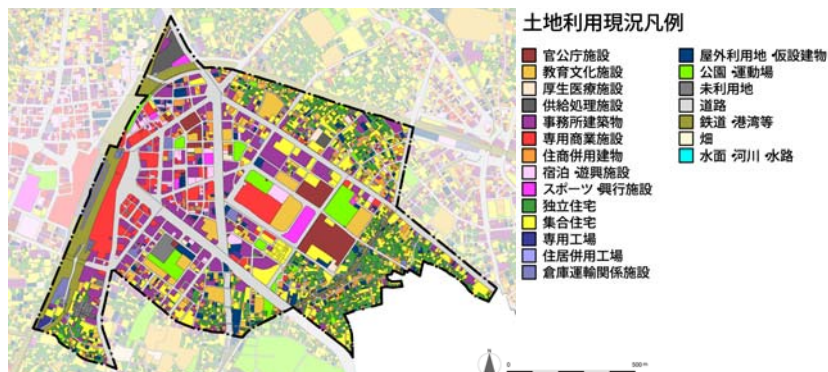 土地利用現況凡例
官公庁施設
教育文化施設
厚生医療施設
供給処理施設
事務所建築物
専用商業施設
住商併用建物
宿泊・遊興施設
スポーツ・興行施設
独立住宅
集合住宅
専用工場
住居併用工場
倉庫運輸関係施設
屋外利用地・仮設建物
公園・運動場
未利用地
道路
鉄道・港湾等
畑
水面・河川・水路
N
0 500m